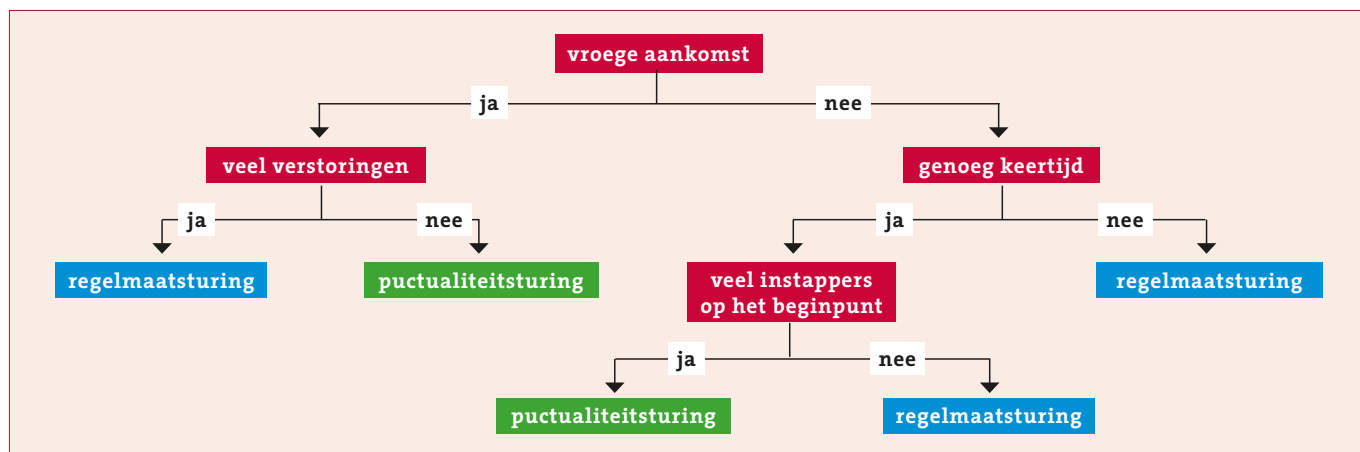 vroege aankomst
ja
nee
veel verstoringen
genoeg keertijd
ja
nee
ja
nee
regelmaatsturing
puctualiteitsturing
veel instappers
op het beginpunt
regelmaatsturing
ja
nee
puctualiteitsturing
regelmaatsturing